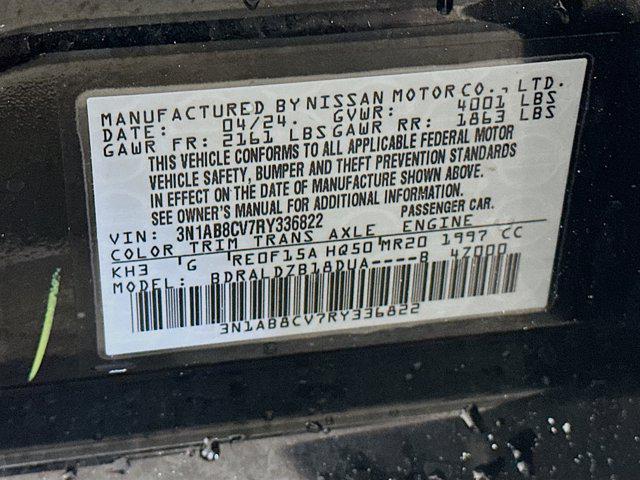 MANUFACTURED BY NISSAN MOTOR CO., LTD.
DATE: 04/24. GVWR: 4001 LBS
GAWR FR: 2161 LBS GAWR RR: 1863 LBS
THIS VEHICLE CONFORMS TO ALL APPLICABLE FEDERAL MOTOR
VEHICLE SAFETY, BUMPER AND THEFT PREVENTION STANDARDS
IN EFFECT ON THE DATE OF MANUFACTURE SHOWN ABOVE.
SEE OWNER'S MANUAL FOR ADDITIONAL INFORMATION.
VIN: 3N1AB8CV7RY336822 PASSENGER CAR.
COLOR TRIM TRANS AXLE ENGINE
KH3 G RE0F15A HQ50 MR20 1997 CC
MODEL: BDRALDZB18DUA----B 47000
3N1AB8CV7RY336822